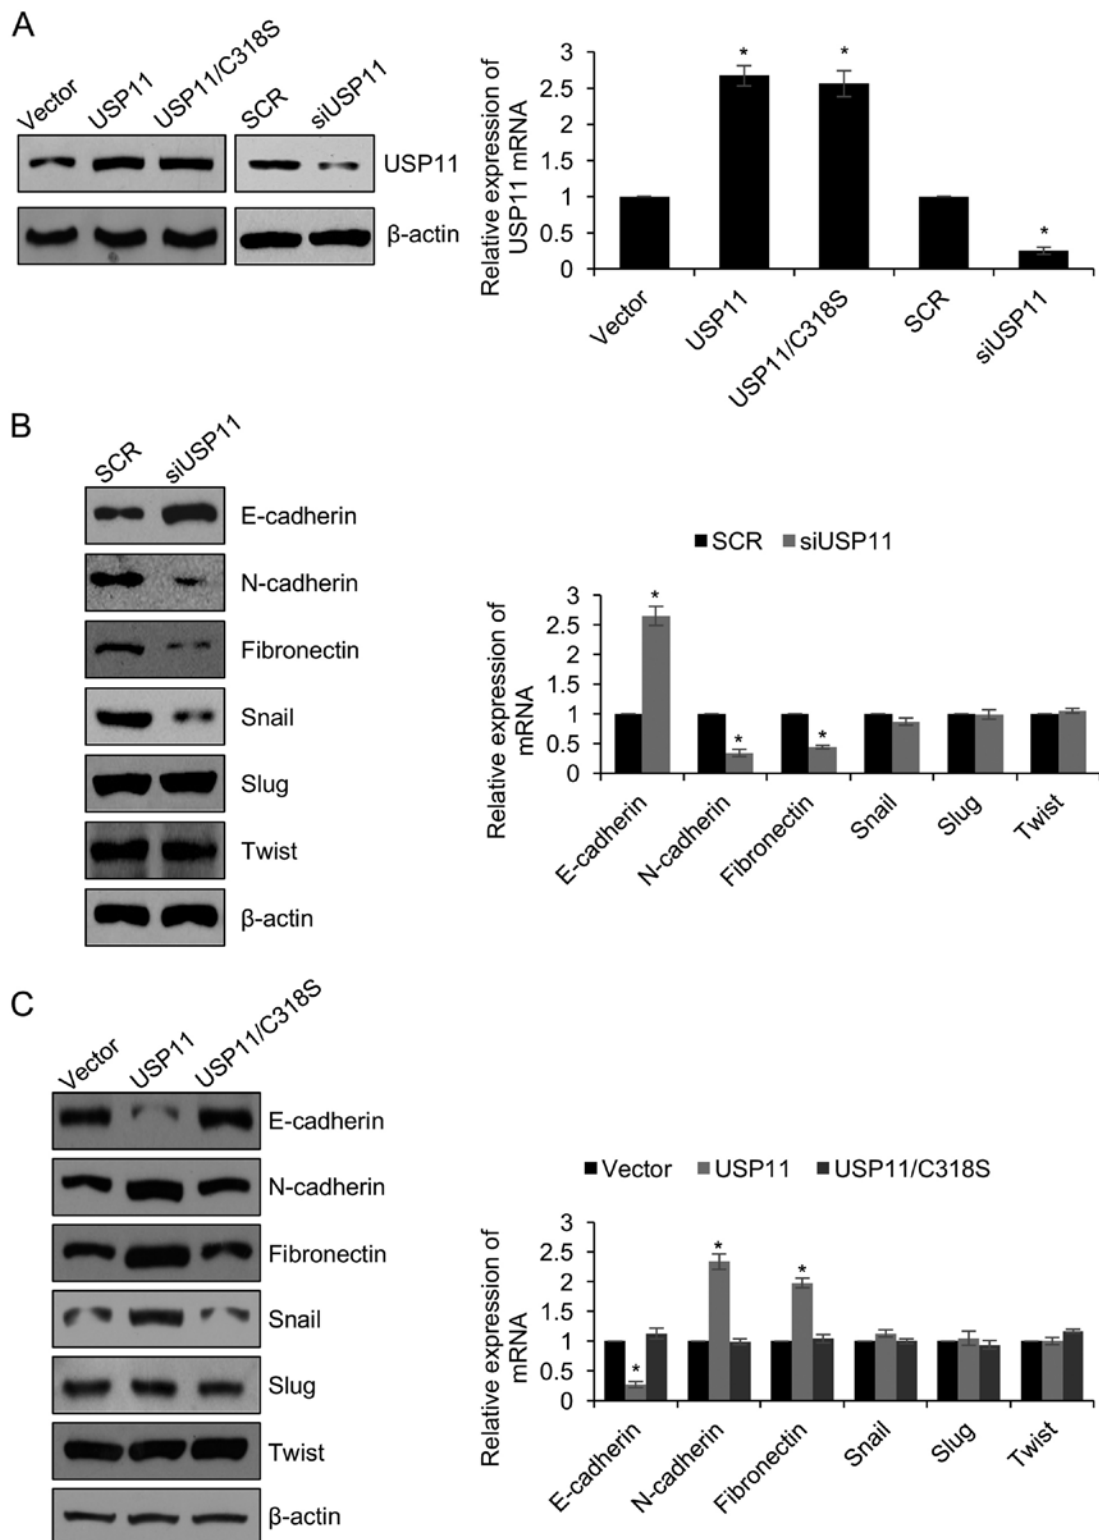 A
Vector USP11 USP11/C318S SCR siUSP11
USP11
β-actin
Relative expression of
USP11 mRNA
3
2.5
2
1.5
1
0.5
0
* * *
Vector USP11 USP11/C318S SCR siUSP11
B
SCR siUSP11
E-cadherin
N-cadherin
Fibronectin
Snail
Slug
Twist
β-actin
SCR siUSP11
Relative expression of
mRNA
3
2.5
2
1.5
1
0.5
0
* * *
E-cadherin N-cadherin Fibronectin Snail Slug Twist
C
Vector USP11 USP11/C318S
E-cadherin
N-cadherin
Fibronectin
Snail
Slug
Twist
β-actin
Vector USP11 USP11/C318S
Relative expression of
mRNA
3
2.5
2
1.5
1
0.5
0
* * *
E-cadherin N-cadherin Fibronectin Snail Slug Twist